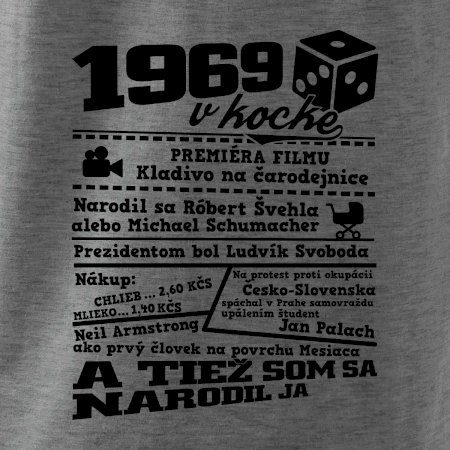 1969
v kocke
PREMIÉRA FILMU
Kladivo na čarodejnice
Narodil sa Róbert Švehla
alebo Michael Schumacher
Prezidentom bol Ludvík Svoboda
Nákup:
CHLIEB ... 2,60 KČS
MLIEKO... 1,90 KČS
Na protest proti okupácii
Česko-Slovenska
spáchal v Prahe samovraždu
upálením študent
Jan Palach
Neil Armstrong
ako prvý človek na povrchu Mesiaca
A TIEŽ SOM SA
NARODIL JA